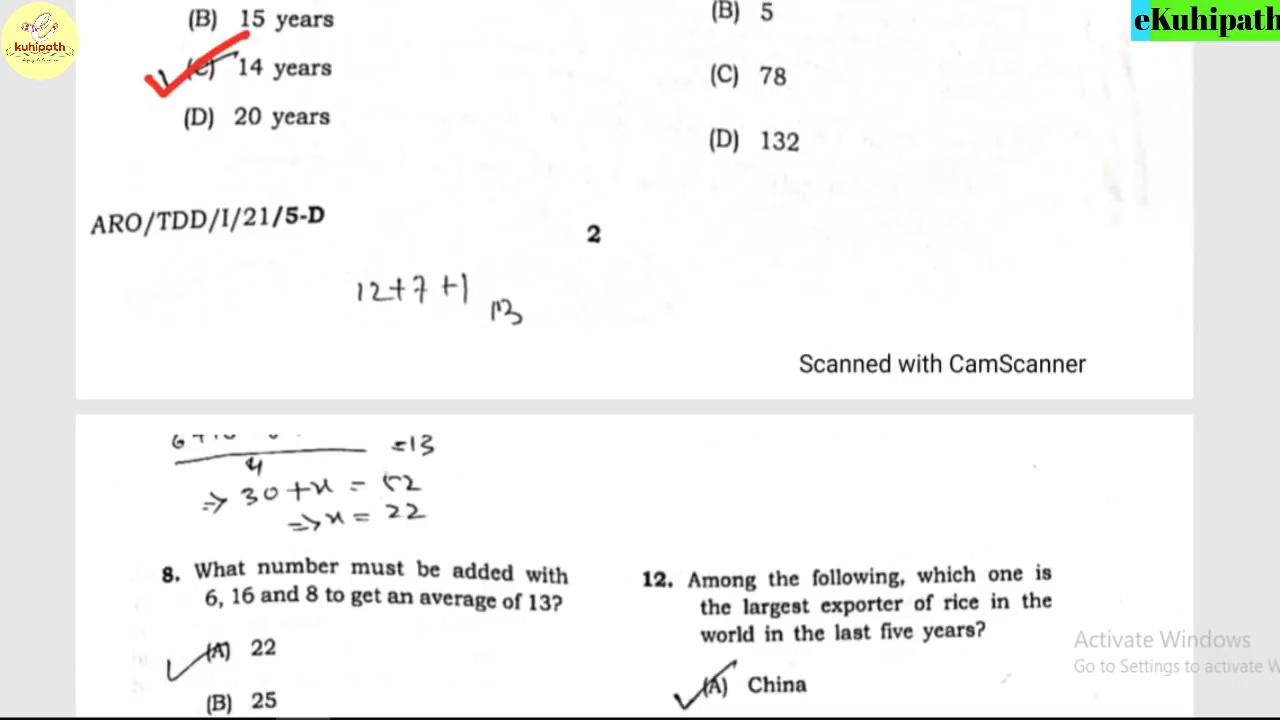 kuhipath
eKuhipath
(B) 15 years
(C) 14 years
(D) 20 years
(B) 5
(C) 78
(D) 132
ARO/TDD/I/21/5-D
2
12+7+1
13
Scanned with CamScanner
=13
4
⇒ 30+x = 52
⇒ x = 22
8. What number must be added with
6, 16 and 8 to get an average of 13?
(A) 22
(B) 25
12. Among the following, which one is
the largest exporter of rice in the
world in the last five years?
(A) China
Activate Windows
Go to Settings to activate W